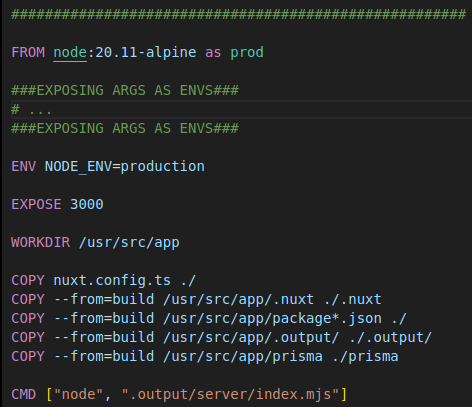 #######################################################
FROM node:20.11-alpine as prod
###EXPOSING ARGS AS ENVS###
# ...
###EXPOSING ARGS AS ENVS###
ENV NODE_ENV=production
EXPOSE 3000
WORKDIR /usr/src/app
COPY nuxt.config.ts ./
COPY --from=build /usr/src/app/.nuxt ./.nuxt
COPY --from=build /usr/src/app/package*.json ./
COPY --from=build /usr/src/app/.output/ ./.output/
COPY --from=build /usr/src/app/prisma ./prisma
CMD ["node", ".output/server/index.mjs"]